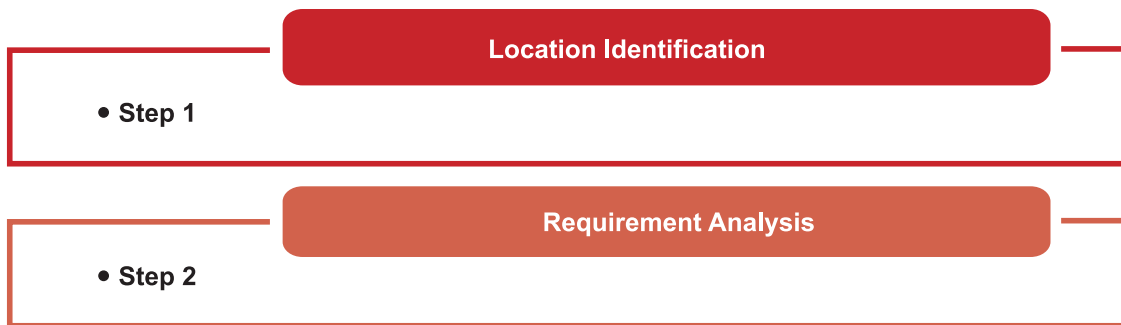 Location Identification
• Step 1
Requirement Analysis
• Step 2